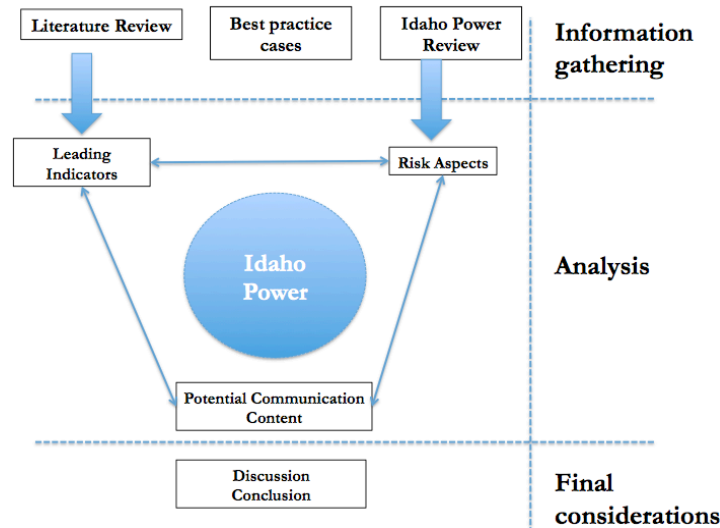 Literature Review
Best practice
cases
Idaho Power
Review
Information
gathering
Leading
Indicators
Risk Aspects
Idaho
Power
Analysis
Potential Communication
Content
Discussion
Conclusion
Final
considerations